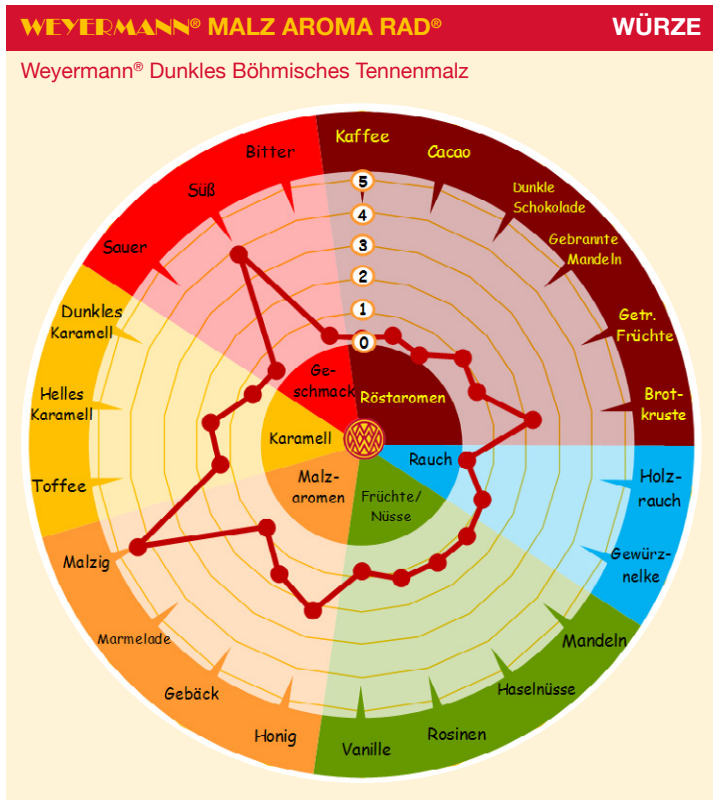 WEYERMANN® MALZ AROMA RAD®
WÜRZE
Weyermann® Dunkles Böhmisches Tennenmalz
Kaffee
Cacao
Dunkle
Schokolade
Gebrannte
Mandeln
Getr.
Früchte
Brot-
kruste
Holz-
rauch
Gewürz-
nelke
Mandeln
Haselnüsse
Rosinen
Vanille
Honig
Gebäck
Marmelade
Malzig
Toffee
Helles
Karamell
Dunkles
Karamell
Sauer
Süß
Bitter
5
4
3
2
1
0
Ge-
schmack
Röstaromen
Karamell
Rauch
Malz-
aromen
Früchte/
Nüsse